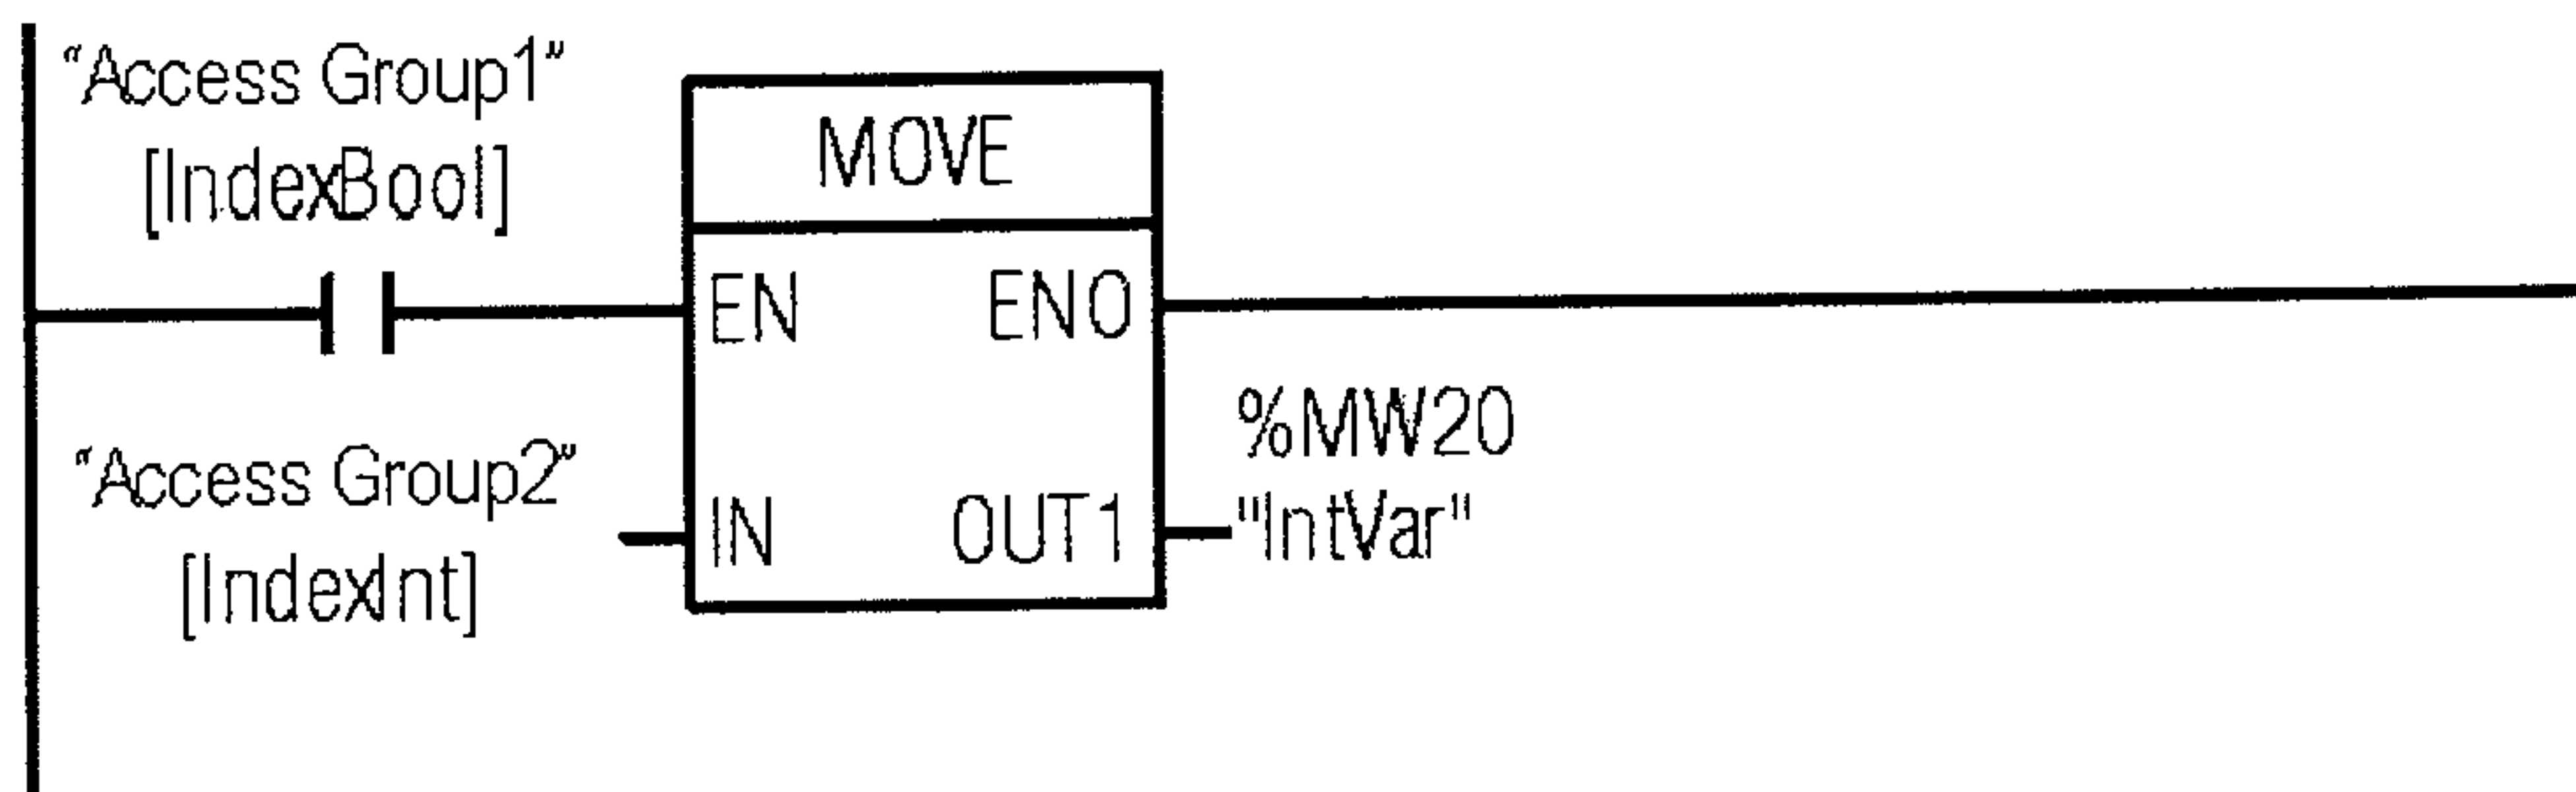 “Access Group1”
[IndexBool]
MOVE
EN ENO
%MW20
“Access Group2”
IN OUT1 "IntVar"
[IndexInt]